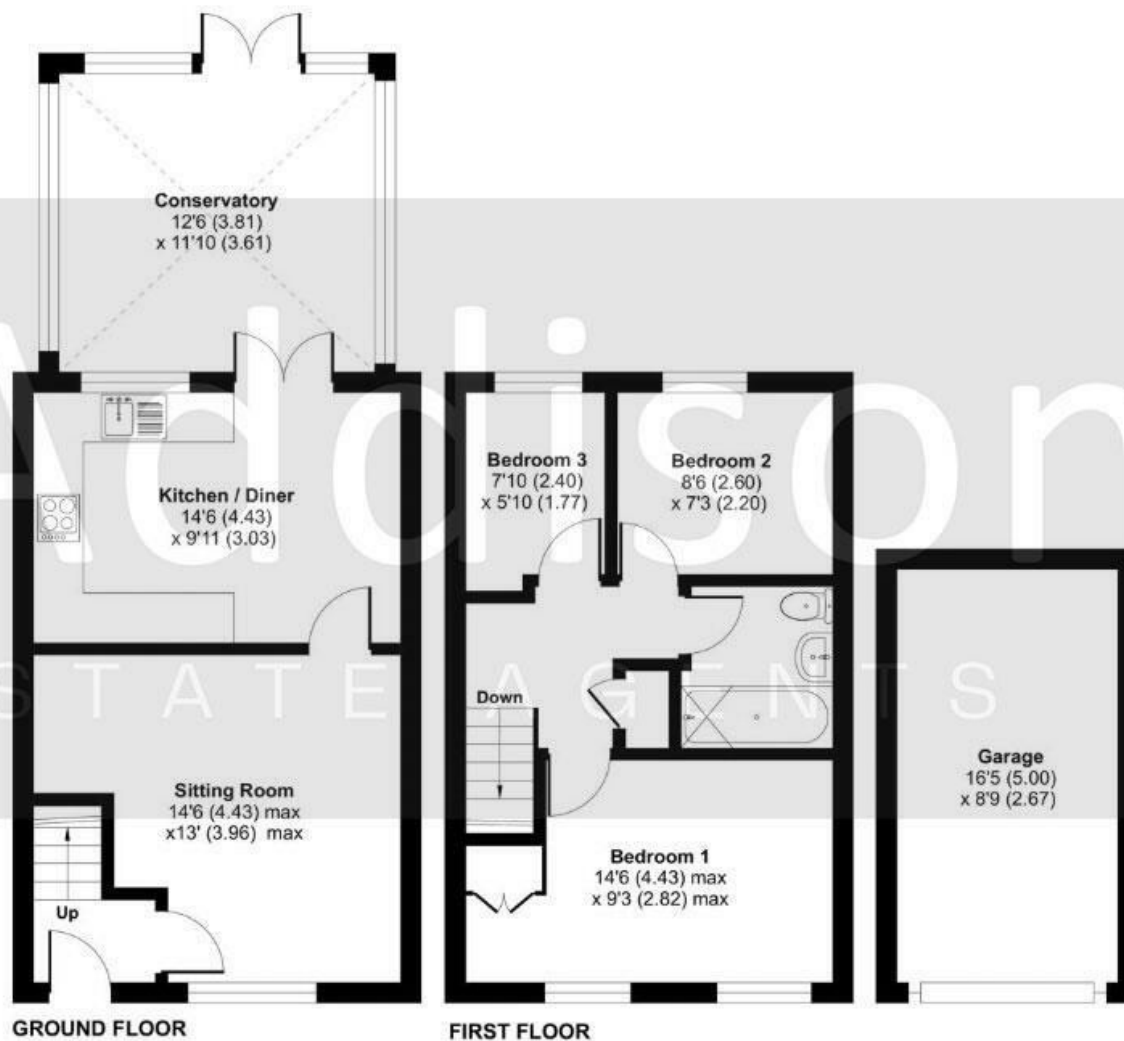 Conservatory
12'6 (3.81)
x 11'10 (3.61)
Addison
Kitchen / Diner
14'6 (4.43)
x 9'11 (3.03)
Bedroom 3
7'10 (2.40)
x 5'10 (1.77)
Bedroom 2
8'6 (2.60)
x 7'3 (2.20)
STATE AGENTS
Down
Sitting Room
14'6 (4.43) max
x13' (3.96) max
Up
Bedroom 1
14'6 (4.43) max
x 9'3 (2.82) max
Garage
16'5 (5.00)
x 8'9 (2.67)
GROUND FLOOR
FIRST FLOOR